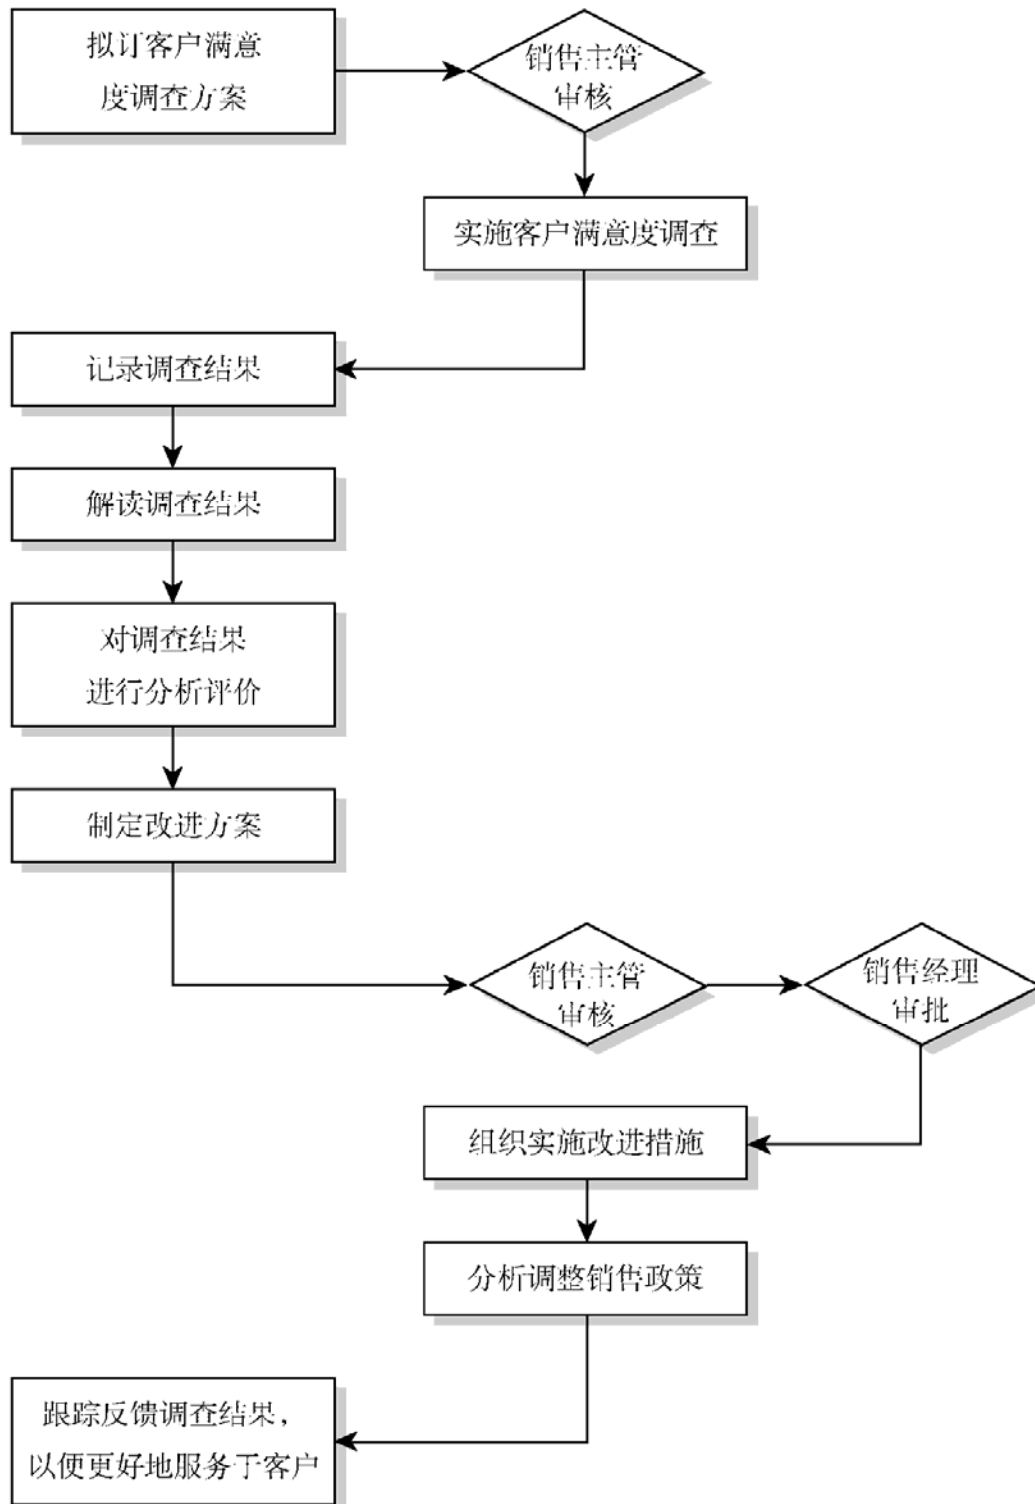 拟订客户满意
度调查方案
销售主管
审核
实施客户满意度调查
记录调查结果
解读调查结果
对调查结果
进行分析评价
制定改进方案
销售主管
审核
销售经理
审批
组织实施改进措施
分析调整销售政策
跟踪反馈调查结果，
以便更好地服务于客户